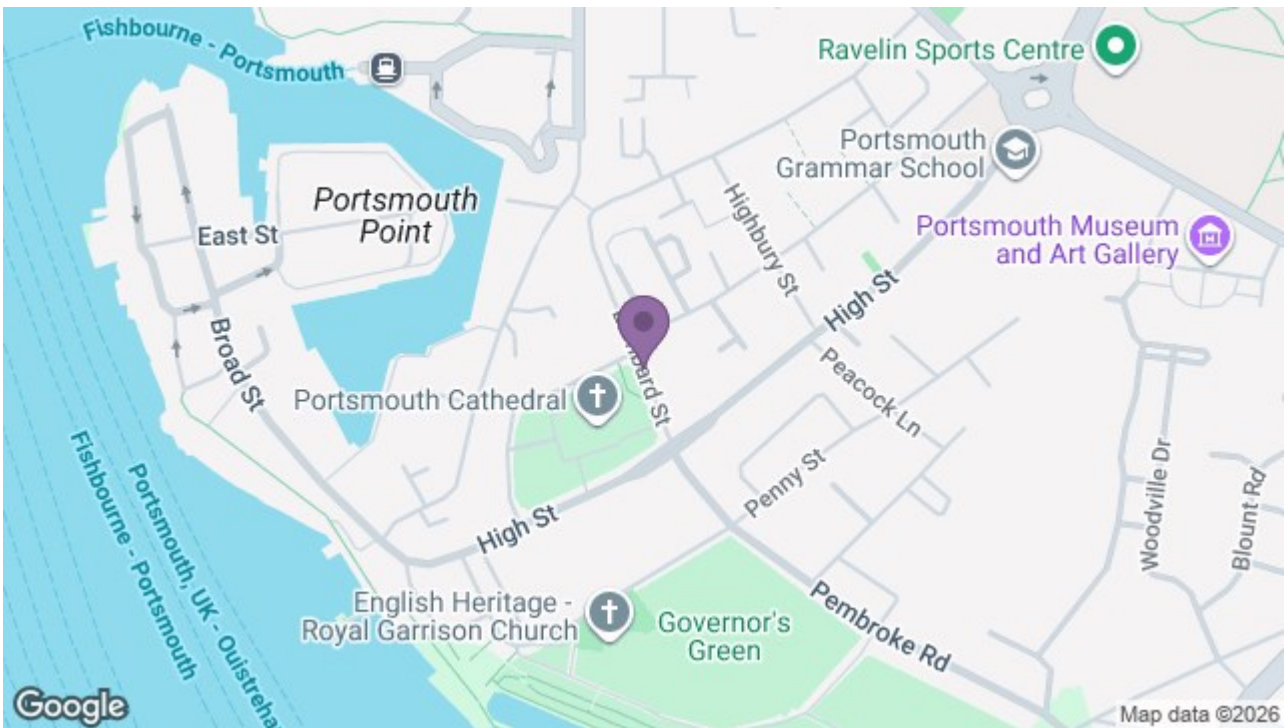 Fishbourne - Portsmouth
Ravelin Sports Centre
Portsmouth
Grammar School
Portsmouth
Point
East St
Highbury St
Portsmouth Museum
and Art Gallery
High St
Broad St
Peacock Ln
Portsmouth Cathedral
Penny St
Woodville Dr
Blount Rd
Fishbourne - Portsmouth
Portsmouth, UK - Ouistreha
High St
English Heritage -
Royal Garrison Church
Governor's
Green
Pembroke Rd
Google
Map data ©2026